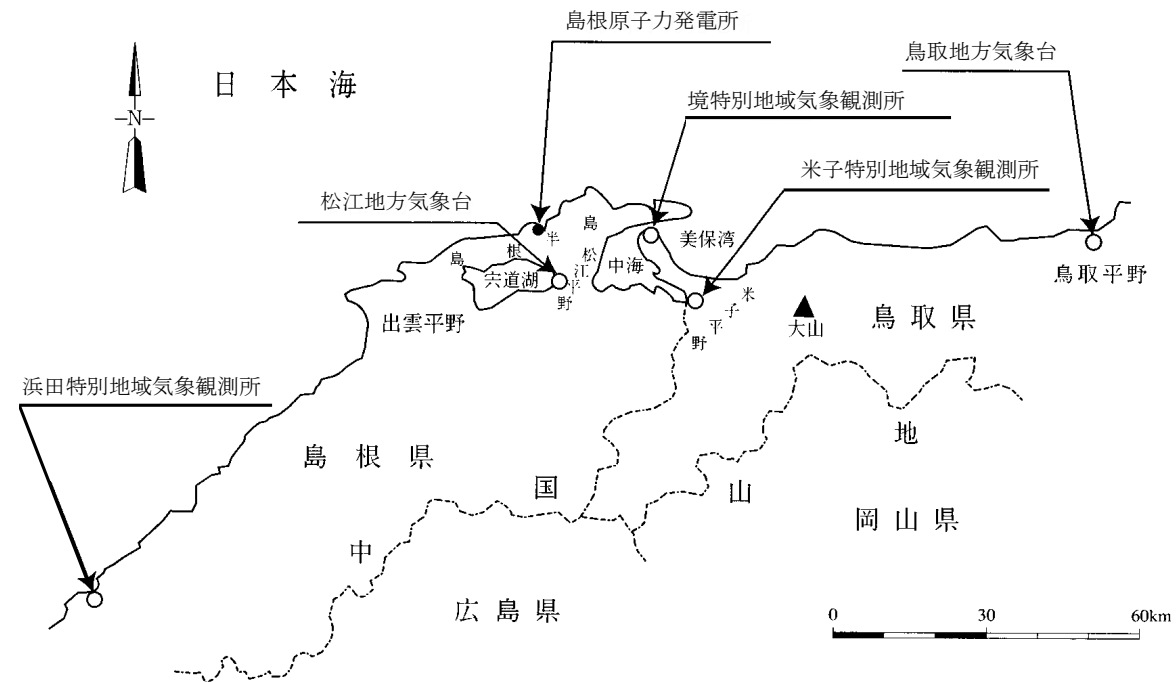 島根原子力発電所
鳥取地方気象台
日本海
境特別地域気象観測所
N
米子特別地域気象観測所
松江地方気象台
島根半島
美保湾
松江平野
中海
宍道湖
鳥取平野
米子平野
大山
鳥取県
出雲平野
浜田特別地域気象観測所
島根県
中国山地
岡山県
広島県
0 30 60km